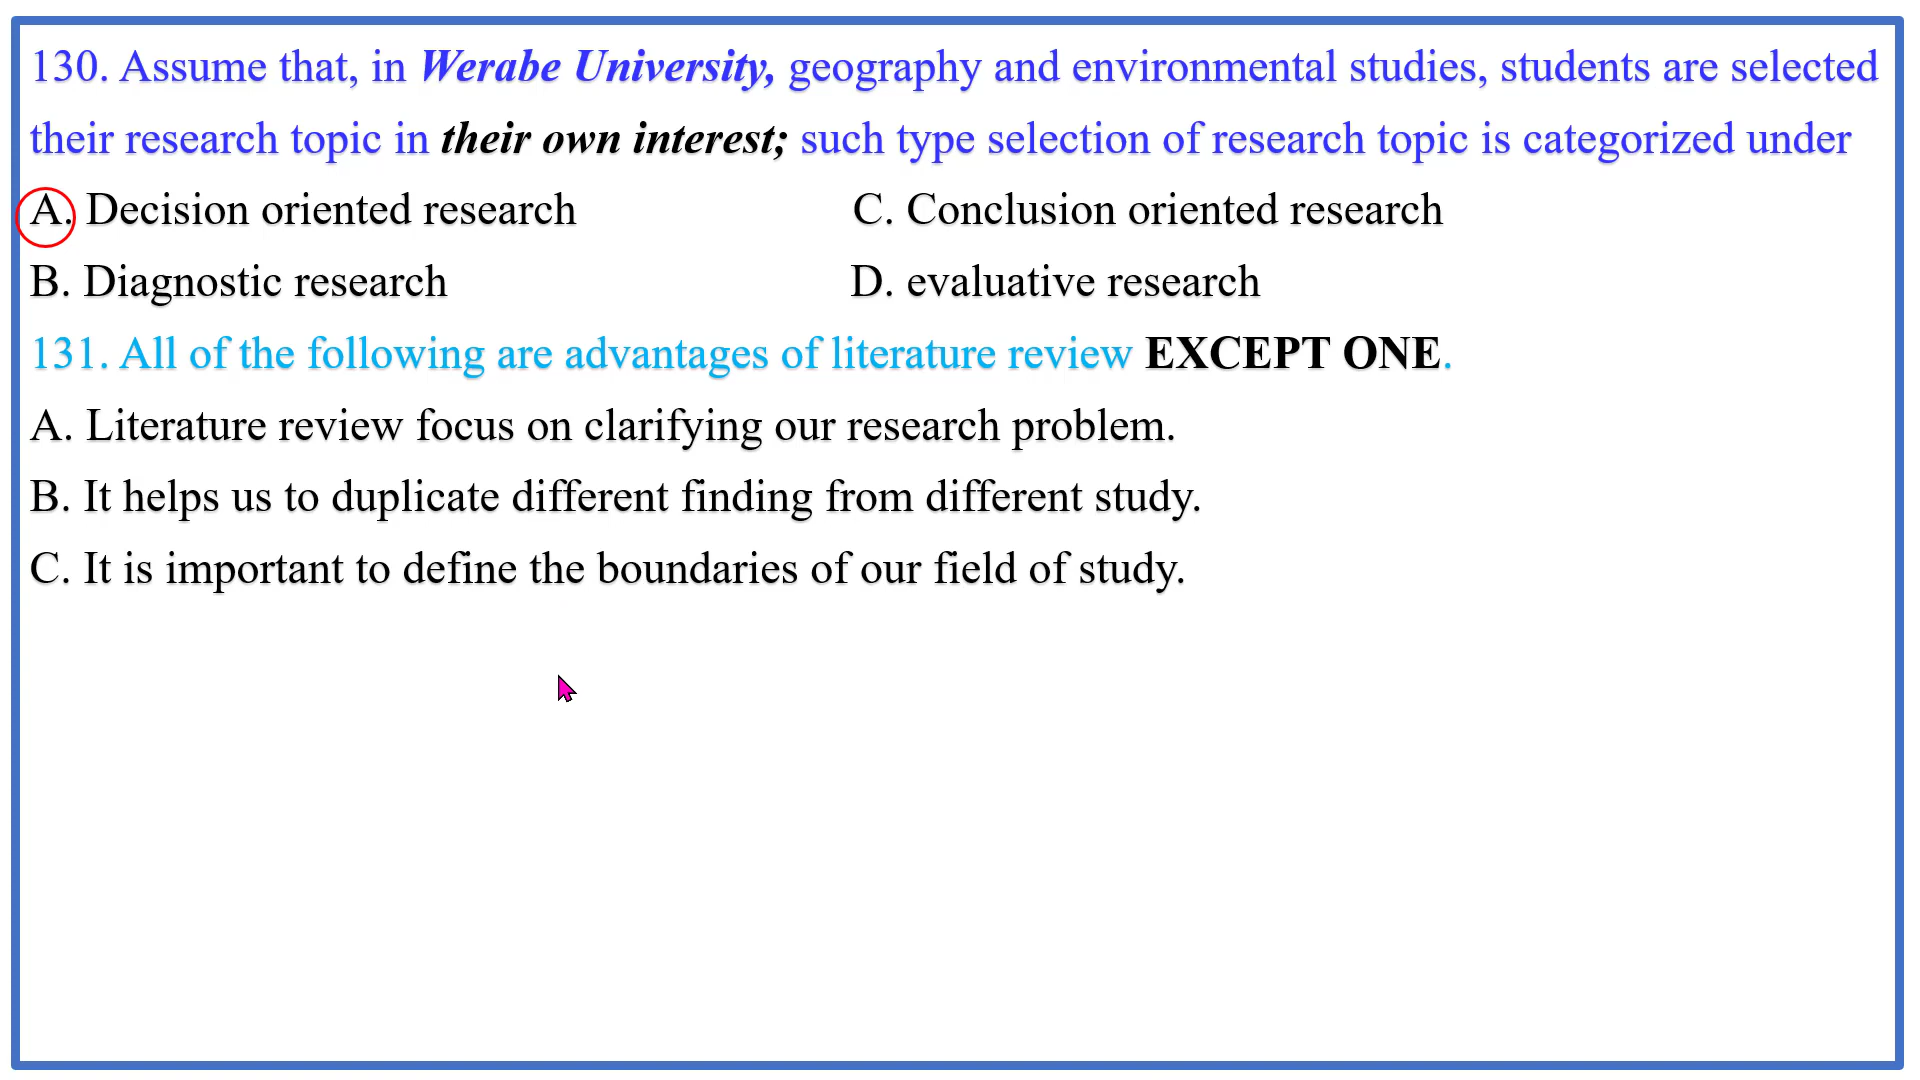 130. Assume that, in Werabe University, geography and environmental studies, students are selected
their research topic in their own interest; such type selection of research topic is categorized under
A. Decision oriented research C. Conclusion oriented research
B. Diagnostic research D. evaluative research
131. All of the following are advantages of literature review EXCEPT ONE.
A. Literature review focus on clarifying our research problem.
B. It helps us to duplicate different finding from different study.
C. It is important to define the boundaries of our field of study.